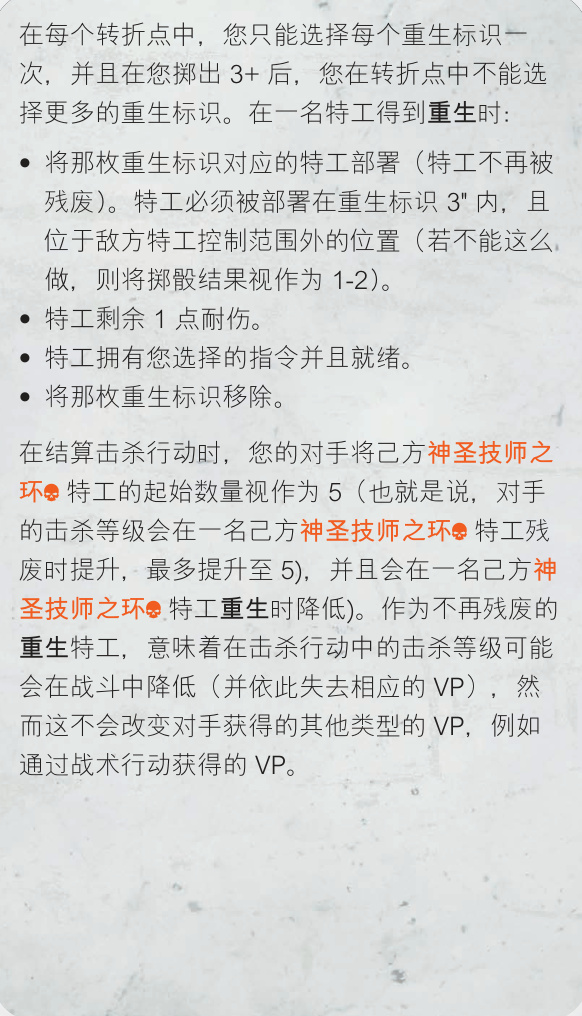 在每个转折点中，您只能选择每个重生标识一
次，并且在您掷出 3+ 后，您在转折点中不能选
择更多的重生标识。在一名特工得到重生时：
• 将那枚重生标识对应的特工部署（特工不再被
残废）。特工必须被部署在重生标识 3" 内，且
位于敌方特工控制范围外的位置（若不能这么
做，则将掷骰结果视作为 1-2）。
• 特工剩余 1 点耐伤。
• 特工拥有您选择的指令并且就绪。
• 将那枚重生标识移除。
在结算击杀行动时，您的对手将己方神圣技师之
环 特工的起始数量视作为 5（也就是说，对手
的击杀等级会在一名己方神圣技师之环 特工残
废时提升，最多提升至 5)，并且会在一名己方神
圣技师之环 特工重生时降低)。作为不再残废的
重生特工，意味着在击杀行动中的击杀等级可能
会在战斗中降低（并依此失去相应的 VP），然
而这不会改变对手获得的其他类型的 VP，例如
通过战术行动获得的 VP。